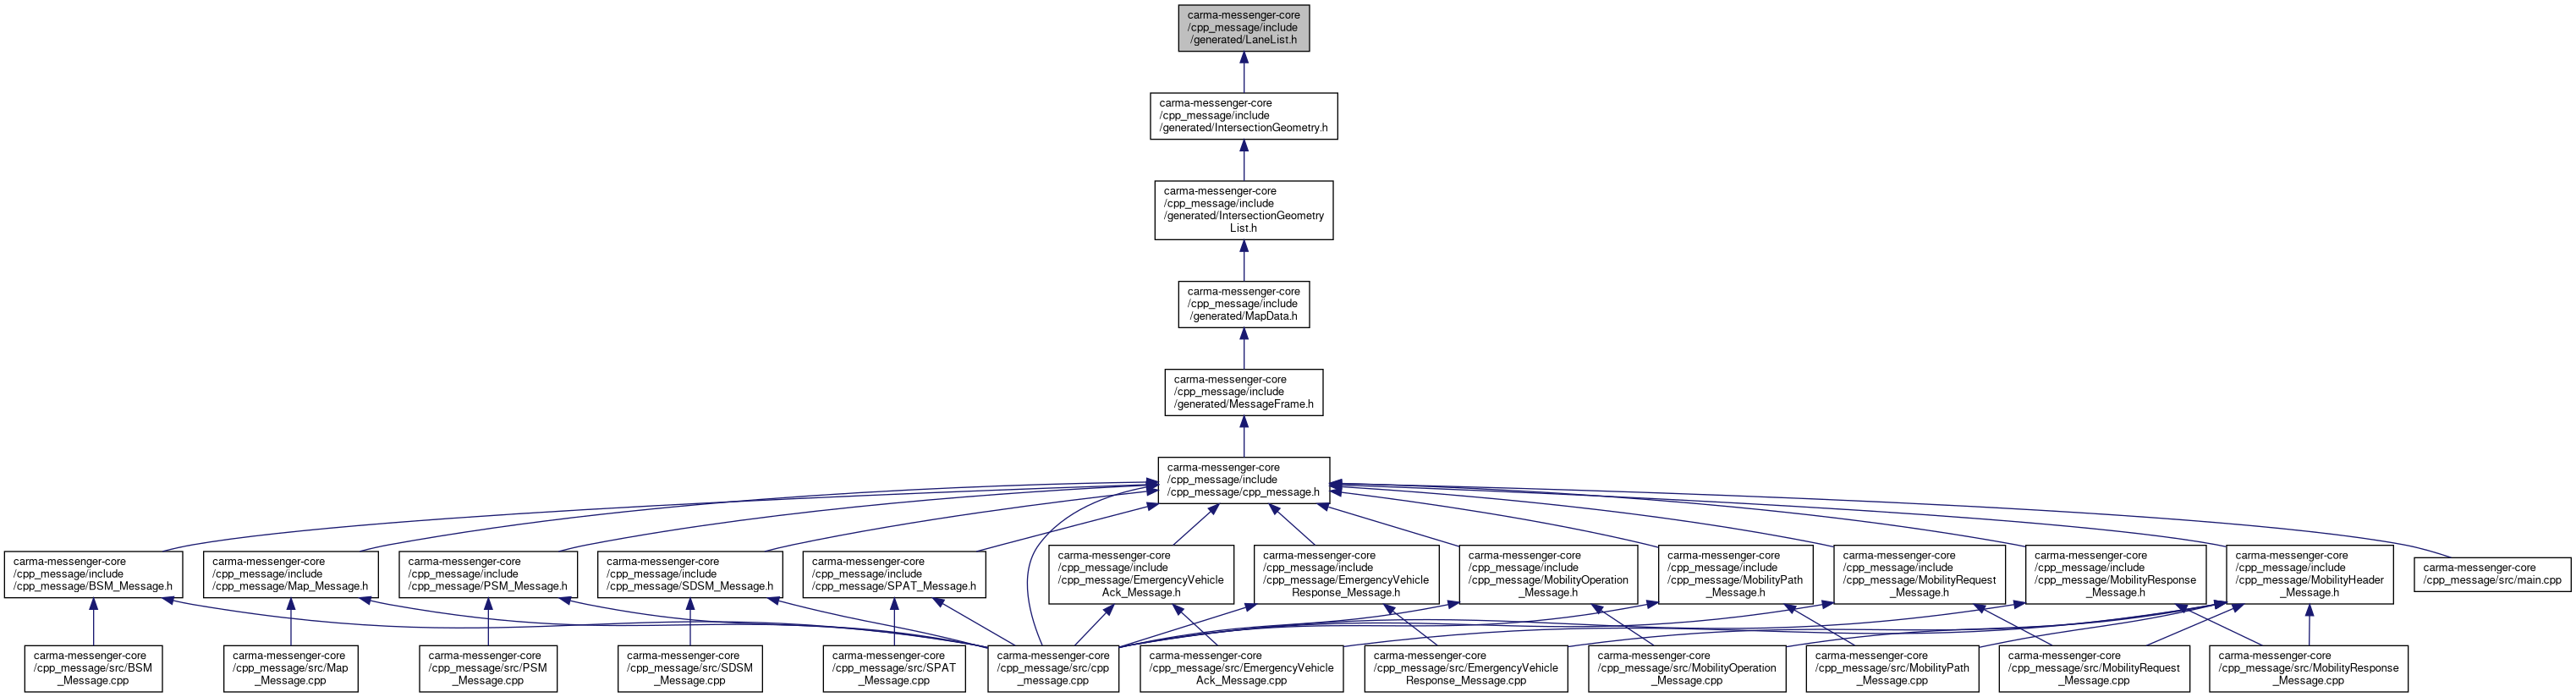 carma-messenger-core
/cpp_message/include
/generated/LaneList.h
carma-messenger-core
/cpp_message/include
/generated/IntersectionGeometry.h
carma-messenger-core
/cpp_message/include
/generated/IntersectionGeometry
List.h
carma-messenger-core
/cpp_message/include
/generated/MapData.h
carma-messenger-core
/cpp_message/include
/generated/MessageFrame.h
carma-messenger-core
/cpp_message/include
/cpp_message/cpp_message.h
carma-messenger-core
/cpp_message/include
/cpp_message/BSM_Message.h
carma-messenger-core
/cpp_message/include
/cpp_message/Map_Message.h
carma-messenger-core
/cpp_message/include
/cpp_message/PSM_Message.h
carma-messenger-core
/cpp_message/include
/cpp_message/SDSM_Message.h
carma-messenger-core
/cpp_message/include
/cpp_message/SPAT_Message.h
carma-messenger-core
/cpp_message/include
/cpp_message/EmergencyVehicle
Ack_Message.h
carma-messenger-core
/cpp_message/include
/cpp_message/EmergencyVehicle
Response_Message.h
carma-messenger-core
/cpp_message/include
/cpp_message/MobilityOperation
_Message.h
carma-messenger-core
/cpp_message/include
/cpp_message/MobilityPath
_Message.h
carma-messenger-core
/cpp_message/include
/cpp_message/MobilityRequest
_Message.h
carma-messenger-core
/cpp_message/include
/cpp_message/MobilityResponse
_Message.h
carma-messenger-core
/cpp_message/include
/cpp_message/MobilityHeader
_Message.h
carma-messenger-core
/cpp_message/src/main.cpp
carma-messenger-core
/cpp_message/src/BSM
_Message.cpp
carma-messenger-core
/cpp_message/src/Map
_Message.cpp
carma-messenger-core
/cpp_message/src/PSM
_Message.cpp
carma-messenger-core
/cpp_message/src/SDSM
_Message.cpp
carma-messenger-core
/cpp_message/src/SPAT
_Message.cpp
carma-messenger-core
/cpp_message/src/cpp
_message.cpp
carma-messenger-core
/cpp_message/src/EmergencyVehicle
Ack_Message.cpp
carma-messenger-core
/cpp_message/src/EmergencyVehicle
Response_Message.cpp
carma-messenger-core
/cpp_message/src/MobilityOperation
_Message.cpp
carma-messenger-core
/cpp_message/src/MobilityPath
_Message.cpp
carma-messenger-core
/cpp_message/src/MobilityRequest
_Message.cpp
carma-messenger-core
/cpp_message/src/MobilityResponse
_Message.cpp